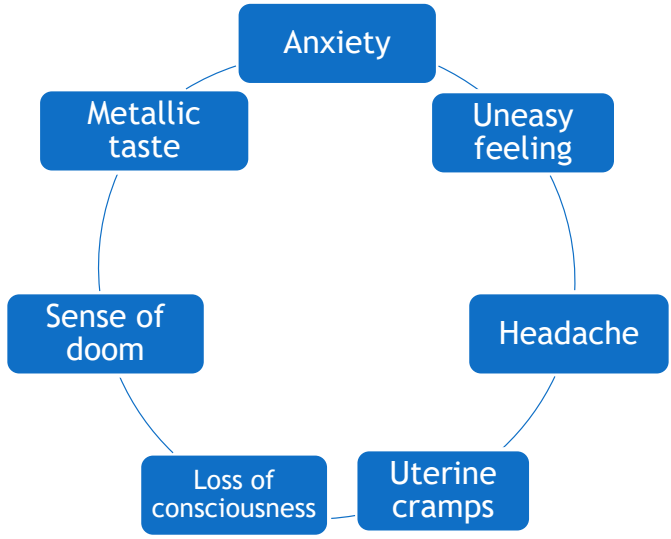 Anxiety
Uneasy
feeling
Headache
Uterine
cramps
Loss of
consciousness
Sense of
doom
Metallic
taste